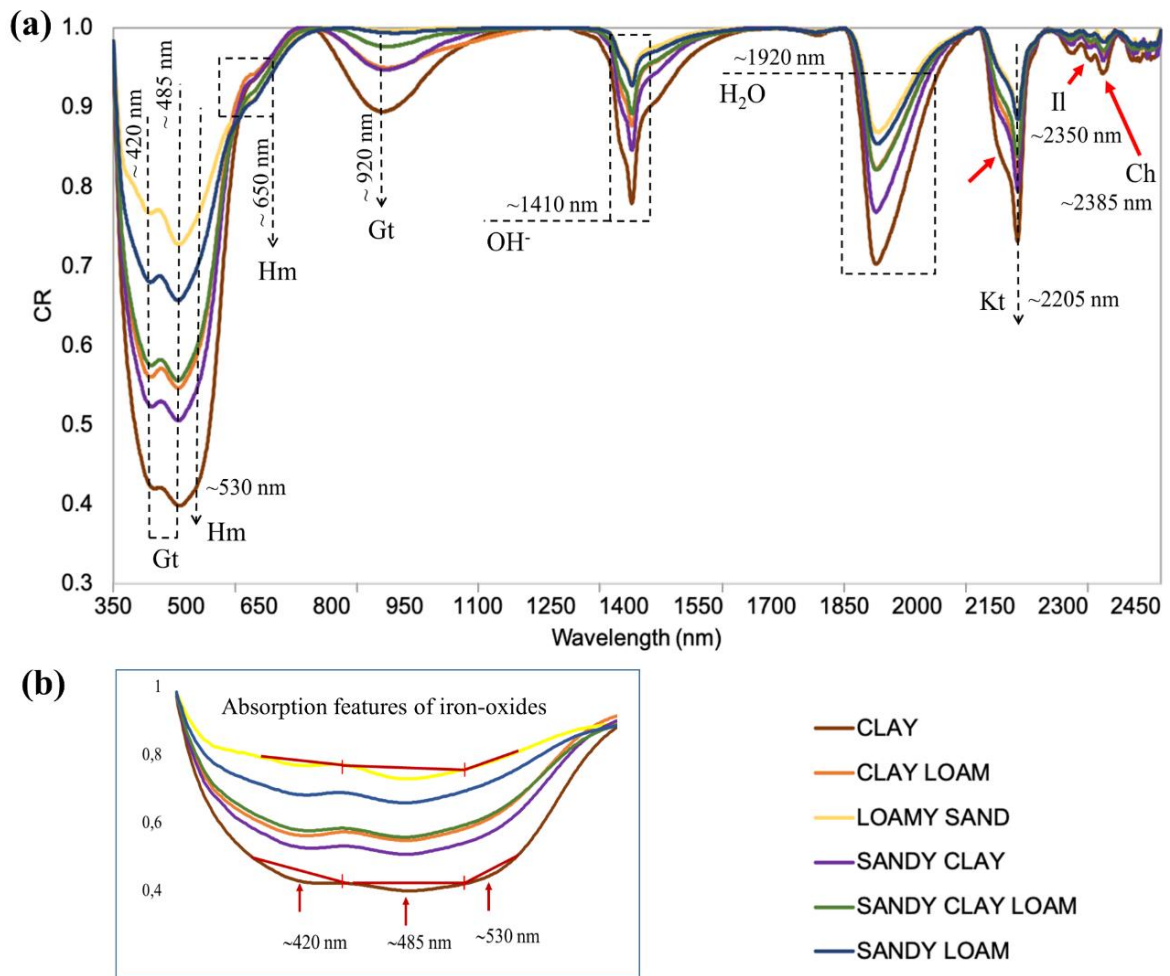 (a)
1.0
0.9
0.8
0.7
0.6
0.5
0.4
0.3
CR
~ 420 nm
~ 485 nm
~530 nm
Gt
Hm
~ 650 nm
Hm
~ 920 nm
Gt
~1410 nm
OH-
~1920 nm
H2O
Il
~2350 nm
Ch
~2385 nm
Kt
~2205 nm
350 500 650 800 950 1100 1250 1400 1550 1700 1850 2000 2150 2300 2450
Wavelength (nm)
(b)
Absorption features of iron-oxides
1
0,8
0,6
0,4
~420 nm
~485 nm
~530 nm
CLAY
CLAY LOAM
LOAMY SAND
SANDY CLAY
SANDY CLAY LOAM
SANDY LOAM